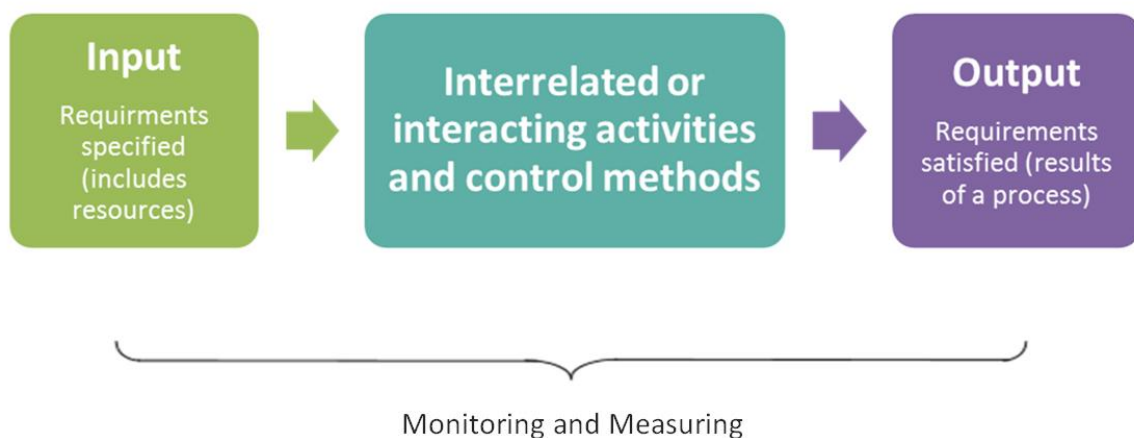 Input
Requirments
specified
(includes
resources)
Interrelated or
interacting activities
and control methods
Output
Requirements
satisfied (results
of a process)
Monitoring and Measuring